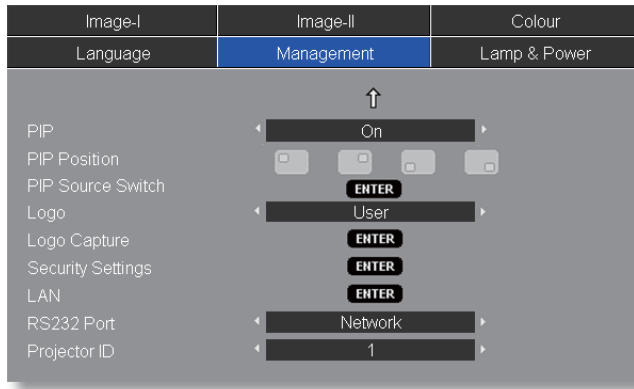 Image-I Image-II Colour
Language Management Lamp & Power
PIP On
PIP Position
PIP Source Switch ENTER
Logo User
Logo Capture ENTER
Security Settings ENTER
LAN ENTER
RS232 Port Network
Projector ID 1